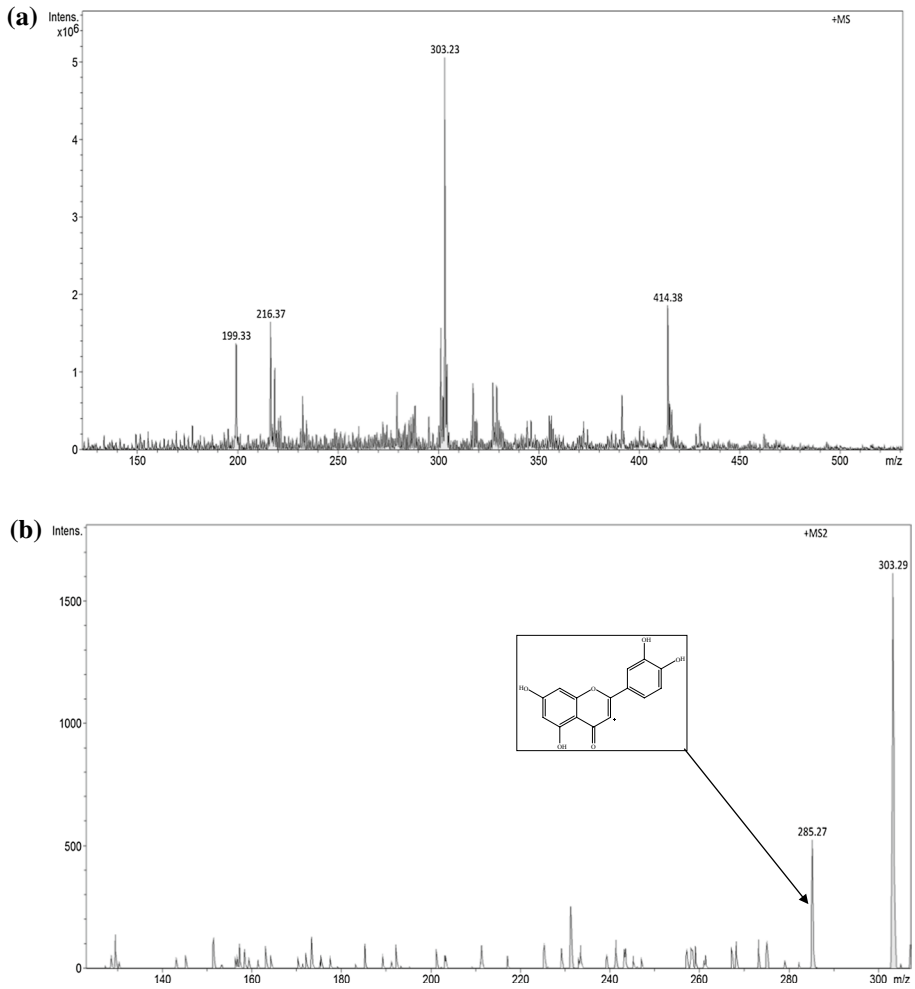 (a)
Intens.
x10⁶
+MS
303.23
5
4
3
2
414.38
216.37
199.33
1
0
150 200 250 300 350 400 450 500 m/z
(b)
Intens.
+MS2
303.29
1500
OH
OH
HO
O
OH
O
+
1000
285.27
500
0
140 160 180 200 220 240 260 280 300 m/z